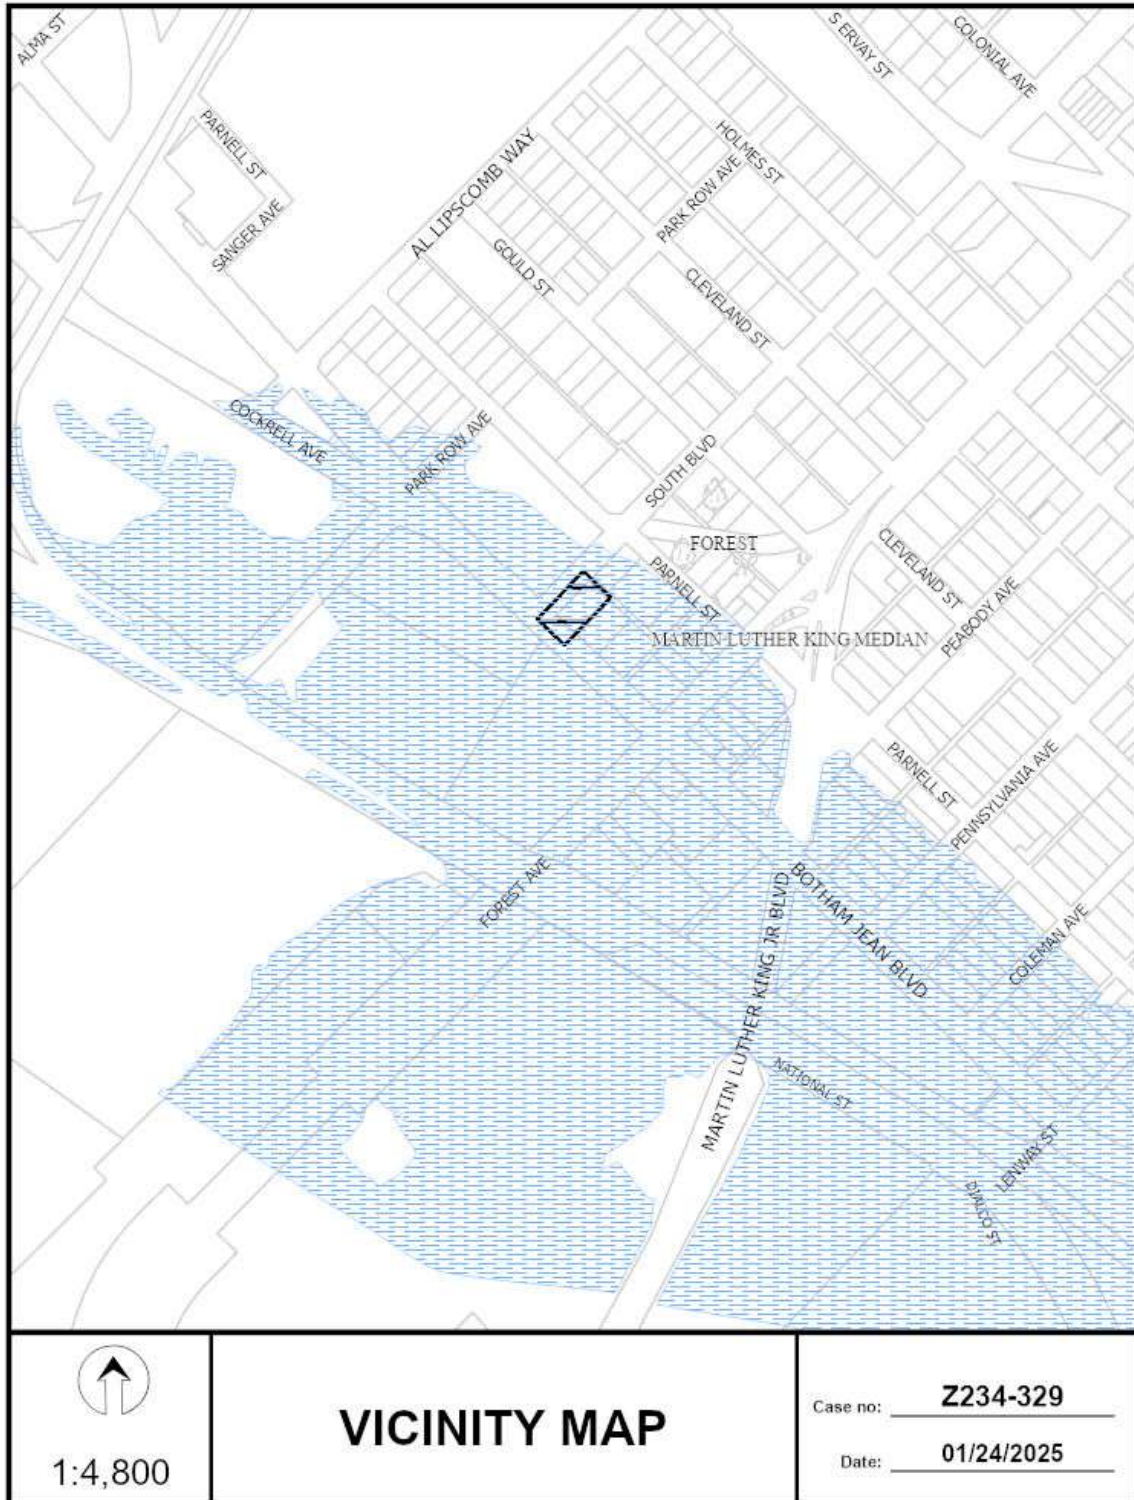 ALMA ST
S ERVAY ST
COLONIAL AVE
PARNELL ST
SANGER AVE
AL LIPSCOMB WAY
HOLMES ST
PARK ROW AVE
GOULD ST
CLEVELAND ST
COCKRELL AVE
PARK ROW AVE
SOUTH BLVD
FOREST
PARNELL ST
CLEVELAND ST
PEABODY AVE
MARTIN LUTHER KING MEDIAN
PARNELL ST
PENNSYLVANIA AVE
FOREST AVE
MARTIN LUTHER KING JR BLVD
BOTHAM JEAN BLVD
COLEMAN AVE
NATIONAL ST
LENWAY ST
DIALCO ST
1:4,800
VICINITY MAP
Case no: Z234-329
Date: 01/24/2025